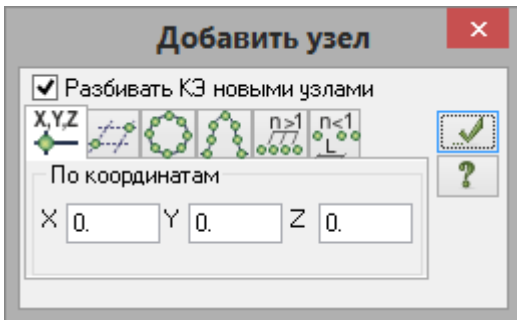 Добавить узел
Разбивать КЭ новыми узлами
X,Y,Z n>1 n<1
L
По координатам
X 0. Y 0. Z 0.